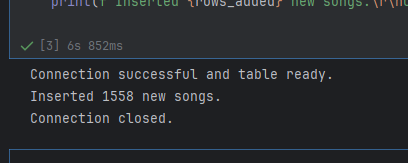 print(f"Inserted {rows_added} new songs.\r\n
[3] 6s 852ms
Connection successful and table ready.
Inserted 1558 new songs.
Connection closed.